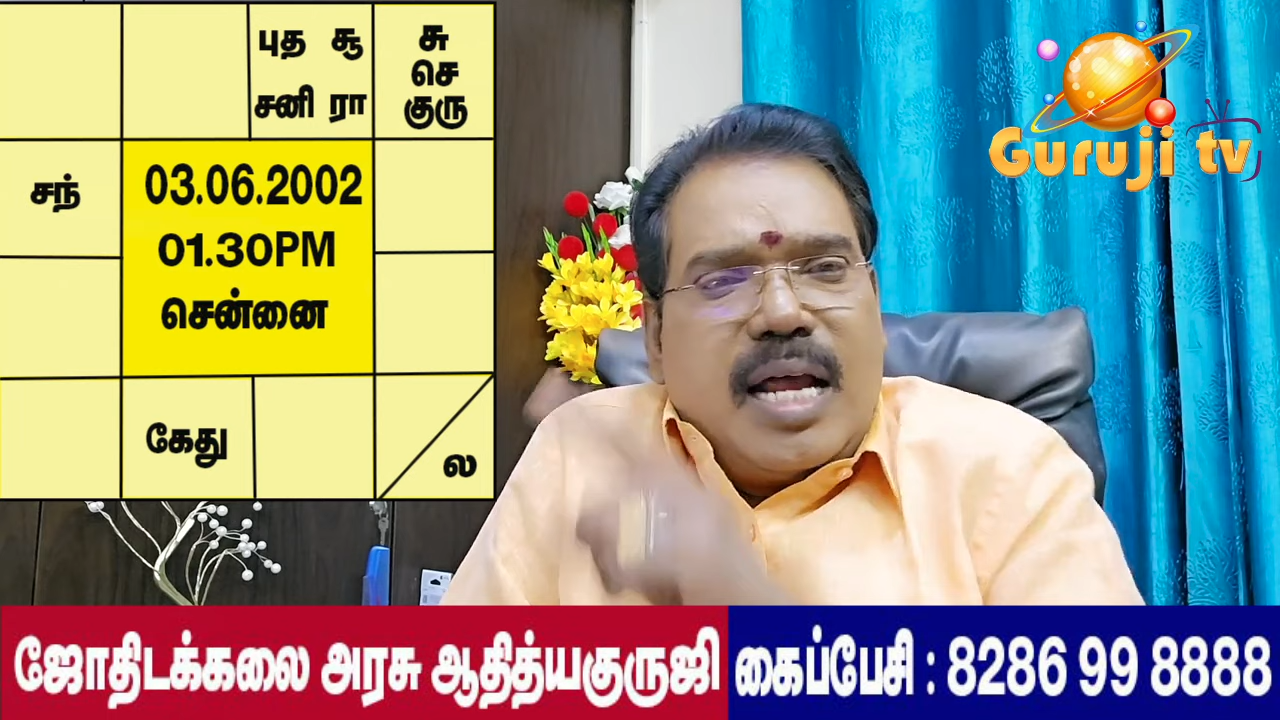 புத சூ
சனி ரா
சு
செ
குரு
சந்
03.06.2002
01.30PM
சென்னை
கேது
ல
Guruji tv
ஜோதிடக்கலை அரசு ஆதித்யகுருஜி
கைப்பேசி : 8286 99 8888